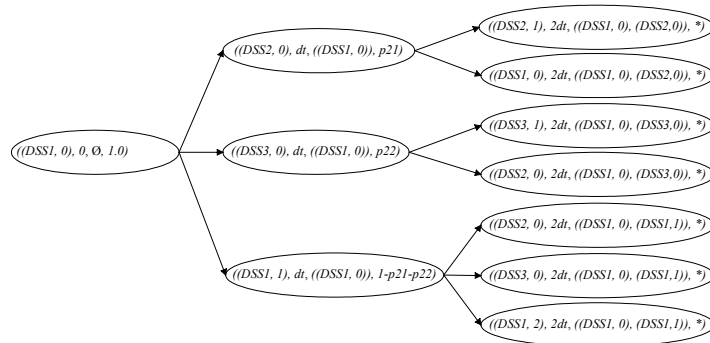 ((DSS2, 1), 2dt, ((DSS1, 0), (DSS2,0)), *)
((DSS2, 0), dt, ((DSS1, 0)), p21)
((DSS1, 0), 2dt, ((DSS1, 0), (DSS2,0)), *)
((DSS3, 1), 2dt, ((DSS1, 0), (DSS3,0)), *)
((DSS1, 0), 0, Ø, 1.0)
((DSS3, 0), dt, ((DSS1, 0)), p22)
((DSS2, 0), 2dt, ((DSS1, 0), (DSS3,0)), *)
((DSS2, 0), 2dt, ((DSS1, 0), (DSS1,1)), *)
((DSS1, 1), dt, ((DSS1, 0)), 1-p21-p22)
((DSS3, 0), 2dt, ((DSS1, 0), (DSS1,1)), *)
((DSS1, 2), 2dt, ((DSS1, 0), (DSS1,1)), *)